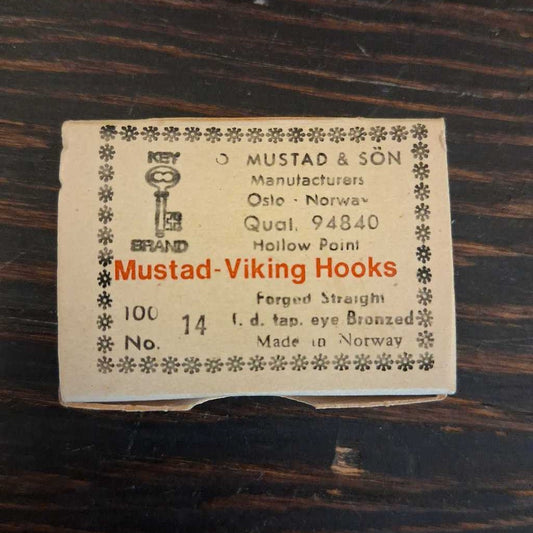 KEY
BRAND
O MUSTAD & SÖN
Manufacturers
Oslo · Norway
Qual. 94840
Hollow Point
Mustad-Viking Hooks
100
No. 14
Forged Straight
t. d. tap. eye Bronzed
Made in Norway